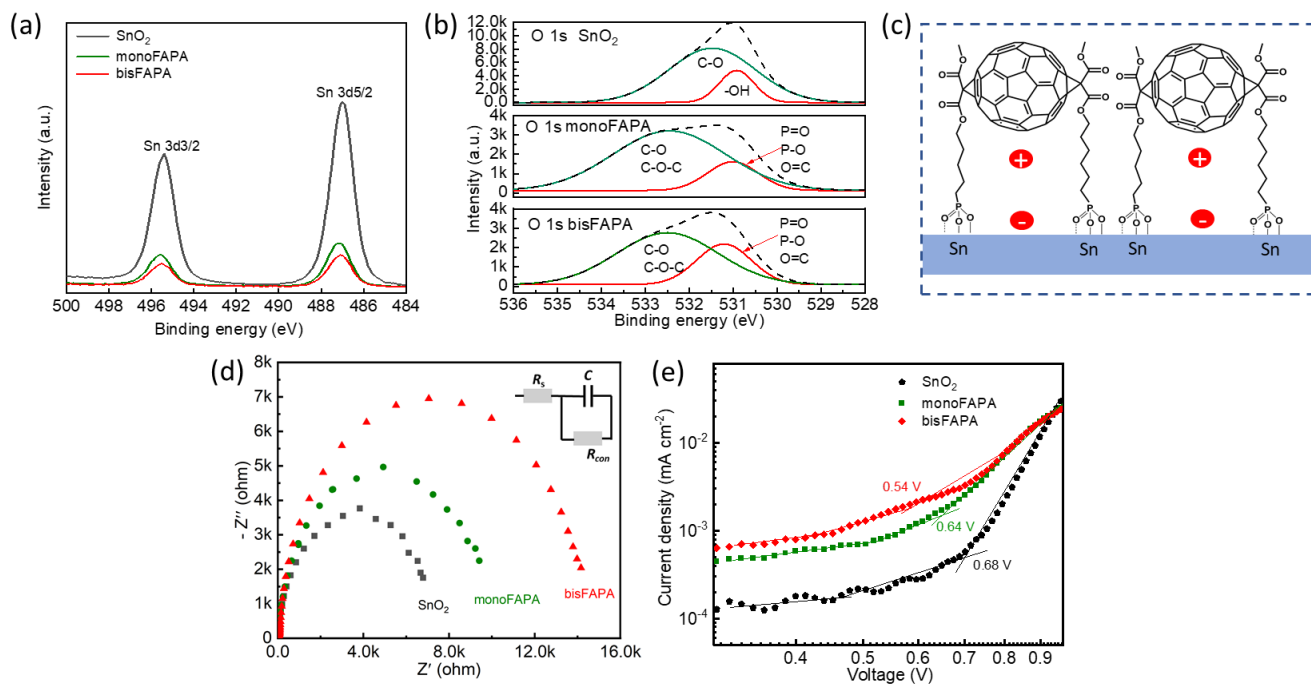 (a)
SnO2
monoFAPA
bisFAPA
Sn 3d5/2
Sn 3d3/2
Intensity (a.u.)
500 498 496 494 492 490 488 486 484
Binding energy (eV)
(b)
12.0k
10.0k
8.0k
6.0k
4.0k
2.0k
0.0
O 1s SnO2
C-O
-OH
4k
3k
2k
1k
0
O 1s monoFAPA
C-O
C-O-C
P=O
P-O
O=C
4k
3k
2k
1k
0
O 1s bisFAPA
C-O
C-O-C
P=O
P-O
O=C
Intensity (a.u.)
536 535 534 533 532 531 530 529 528
Binding energy (eV)
(c)
O O O O
O O O O
O O O O
+ +
P P P P
O O O O O O O O O O O O
- -
Sn Sn Sn Sn
(d)
8k
7k
6k
5k
4k
3k
2k
1k
0
- Z'' (ohm)
Rs
C
Rcon
SnO2
monoFAPA
bisFAPA
0.0 4.0k 8.0k 12.0k 16.0k
Z' (ohm)
(e)
SnO2
monoFAPA
bisFAPA
Current density (mA cm-2)
10-2
10-3
10-4
0.54 V
0.64 V
0.68 V
0.4 0.5 0.6 0.7 0.8 0.9
Voltage (V)